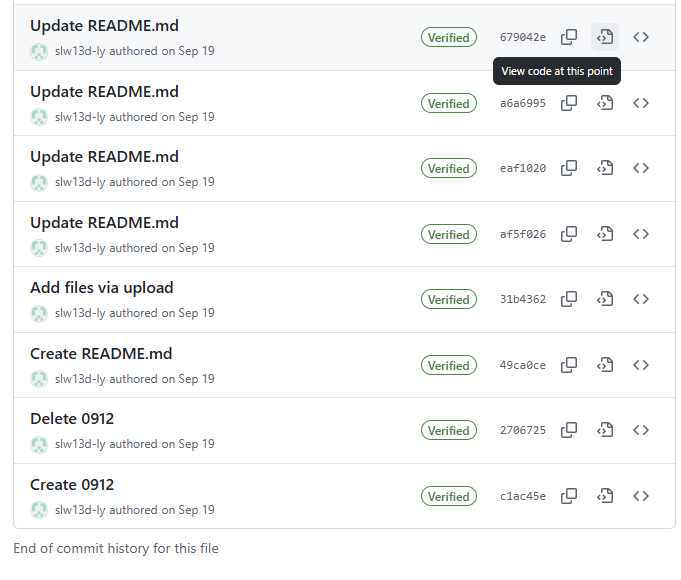 Update README.md
slw13d-ly authored on Sep 19
Verified 679042e
View code at this point
Update README.md
slw13d-ly authored on Sep 19
Verified a6a6995
Update README.md
slw13d-ly authored on Sep 19
Verified eaf1020
Update README.md
slw13d-ly authored on Sep 19
Verified af5f026
Add files via upload
slw13d-ly authored on Sep 19
Verified 31b4362
Create README.md
slw13d-ly authored on Sep 19
Verified 49ca0ce
Delete 0912
slw13d-ly authored on Sep 19
Verified 2706725
Create 0912
slw13d-ly authored on Sep 19
Verified c1ac45e
End of commit history for this file